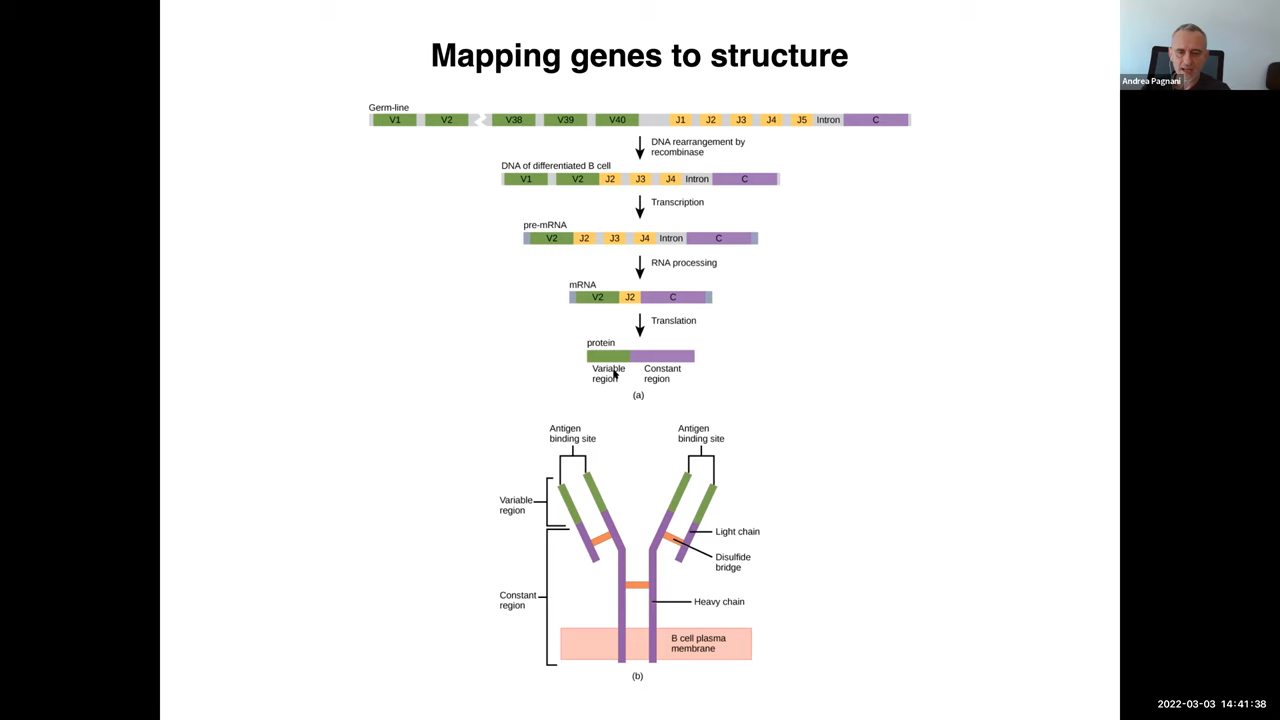 Mapping genes to structure
Andrea Pagnani
Germ-line
V1 V2 V38 V39 V40 J1 J2 J3 J4 J5 Intron C
DNA rearrangement by
recombinase
DNA of differentiated B cell
V1 V2 J2 J3 J4 Intron C
Transcription
pre-mRNA
V2 J2 J3 J4 Intron C
RNA processing
mRNA
V2 J2 C
Translation
protein
Variable
region
Constant
region
(a)
Antigen
binding site
Antigen
binding site
Variable
region
Light chain
Disulfide
bridge
Constant
region
Heavy chain
B cell plasma
membrane
(b)
2022-03-03 14:41:38